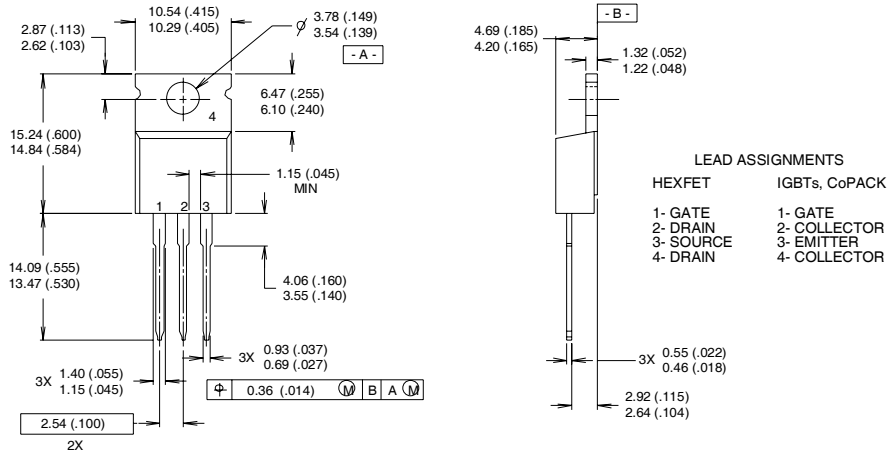 10.54 (.415)
10.29 (.405)
2.87 (.113)
2.62 (.103)
ø 3.78 (.149)
3.54 (.139)
- A -
4
6.47 (.255)
6.10 (.240)
15.24 (.600)
14.84 (.584)
1.15 (.045)
MIN
1 2 3
14.09 (.555)
13.47 (.530)
4.06 (.160)
3.55 (.140)
3X 0.93 (.037)
0.69 (.027)
3X 1.40 (.055)
1.15 (.045)
⌖ 0.36 (.014) Ⓜ B A Ⓜ
2.54 (.100)
2X
- B -
4.69 (.185)
4.20 (.165)
1.32 (.052)
1.22 (.048)
3X 0.55 (.022)
0.46 (.018)
2.92 (.115)
2.64 (.104)
LEAD ASSIGNMENTS
HEXFET
1- GATE
2- DRAIN
3- SOURCE
4- DRAIN
IGBTs, CoPACK
1- GATE
2- COLLECTOR
3- EMITTER
4- COLLECTOR